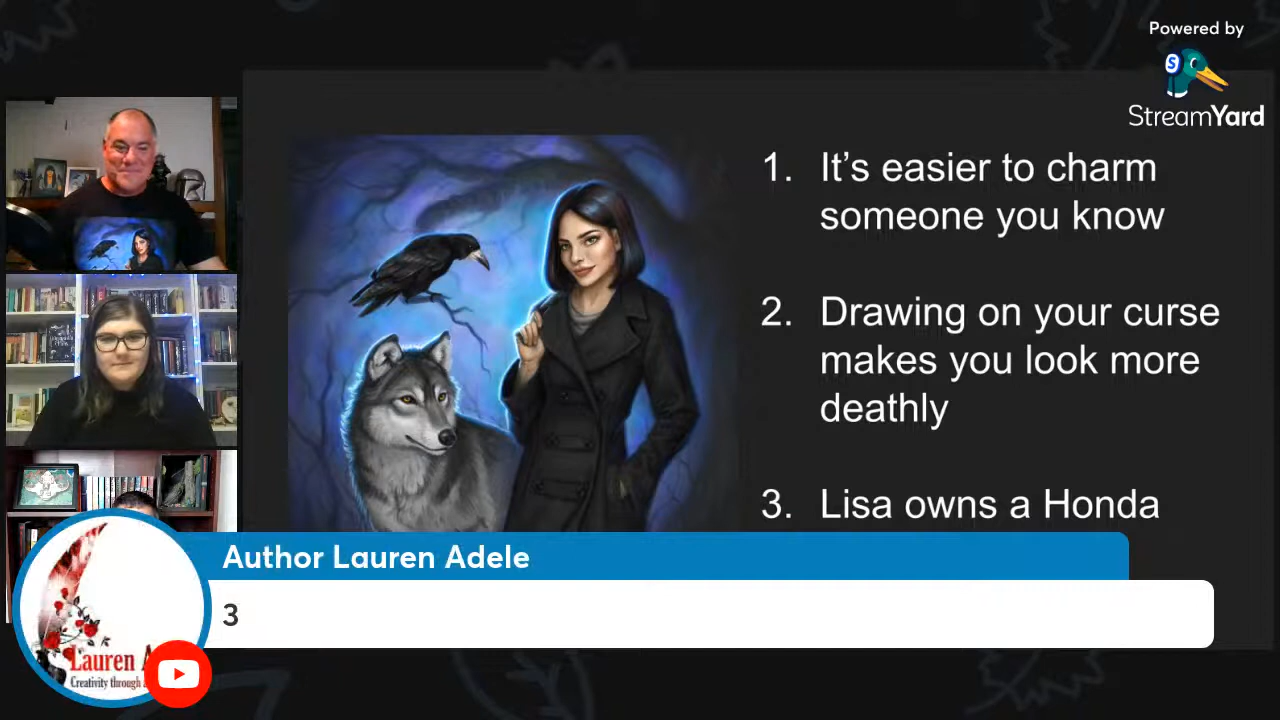 Powered by
StreamYard
1. It’s easier to charm
someone you know
2. Drawing on your curse
makes you look more
deathly
3. Lisa owns a Honda
Author Lauren Adele
3
Lauren A
Creativity through